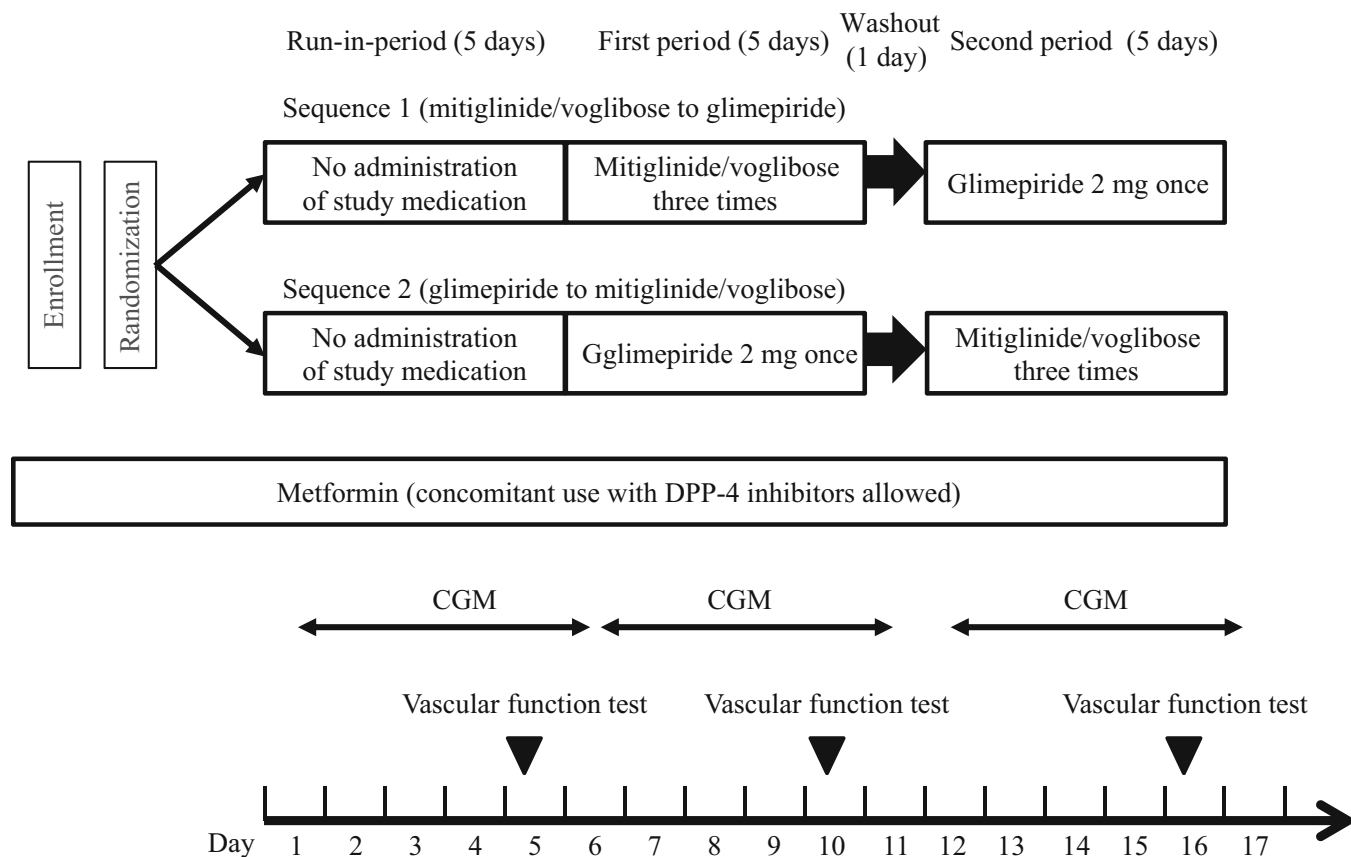 Run-in-period (5 days)
First period (5 days)
Washout
(1 day)
Second period (5 days)
Sequence 1 (mitiglinide/voglibose to glimepiride)
Enrollment
Randomization
No administration
of study medication
Mitiglinide/voglibose
three times
Glimepiride 2 mg once
Sequence 2 (glimepiride to mitiglinide/voglibose)
No administration
of study medication
Gglimepiride 2 mg once
Mitiglinide/voglibose
three times
Metformin (concomitant use with DPP-4 inhibitors allowed)
CGM
CGM
CGM
Vascular function test
Vascular function test
Vascular function test
Day 1 2 3 4 5 6 7 8 9 10 11 12 13 14 15 16 17